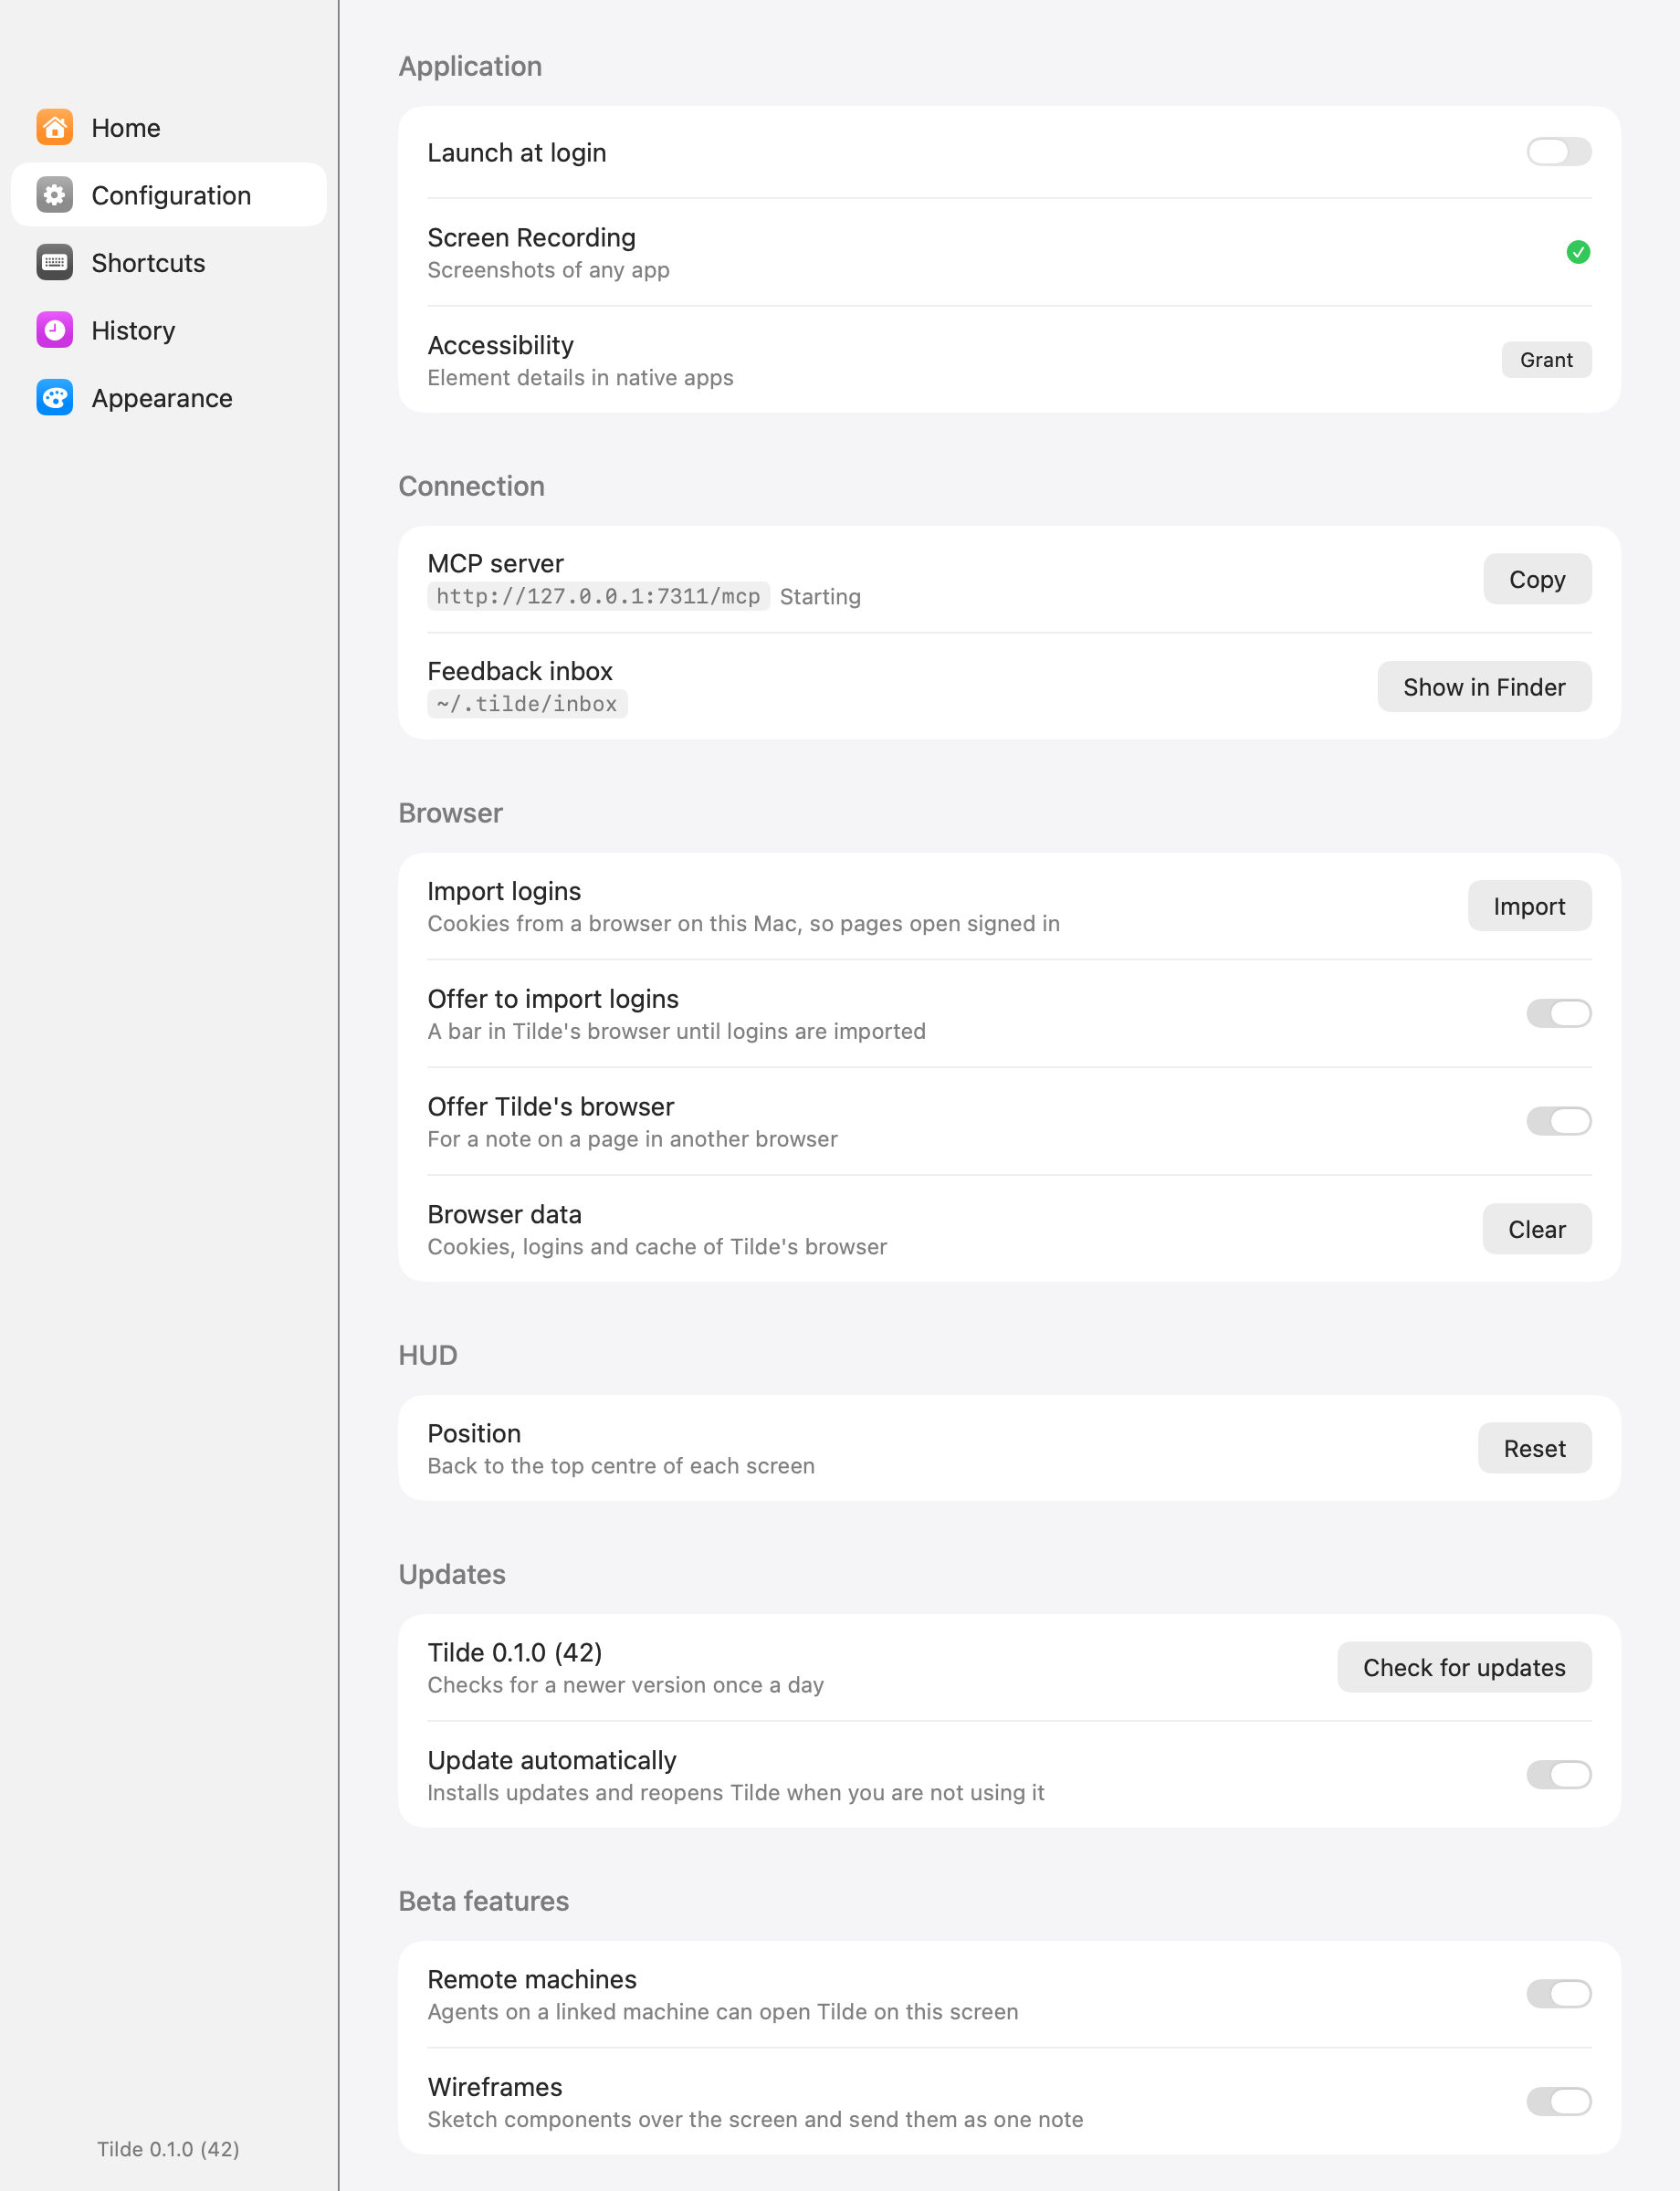 Home
Configuration
Shortcuts
History
Appearance
Tilde 0.1.0 (42)
Application
Launch at login
Screen Recording
Screenshots of any app
Accessibility
Element details in native apps
Grant
Connection
MCP server
http://127.0.0.1:7311/mcp Starting
Copy
Feedback inbox
~/.tilde/inbox
Show in Finder
Browser
Import logins
Cookies from a browser on this Mac, so pages open signed in
Import
Offer to import logins
A bar in Tilde's browser until logins are imported
Offer Tilde's browser
For a note on a page in another browser
Browser data
Cookies, logins and cache of Tilde's browser
Clear
HUD
Position
Back to the top centre of each screen
Reset
Updates
Tilde 0.1.0 (42)
Checks for a newer version once a day
Check for updates
Update automatically
Installs updates and reopens Tilde when you are not using it
Beta features
Remote machines
Agents on a linked machine can open Tilde on this screen
Wireframes
Sketch components over the screen and send them as one note